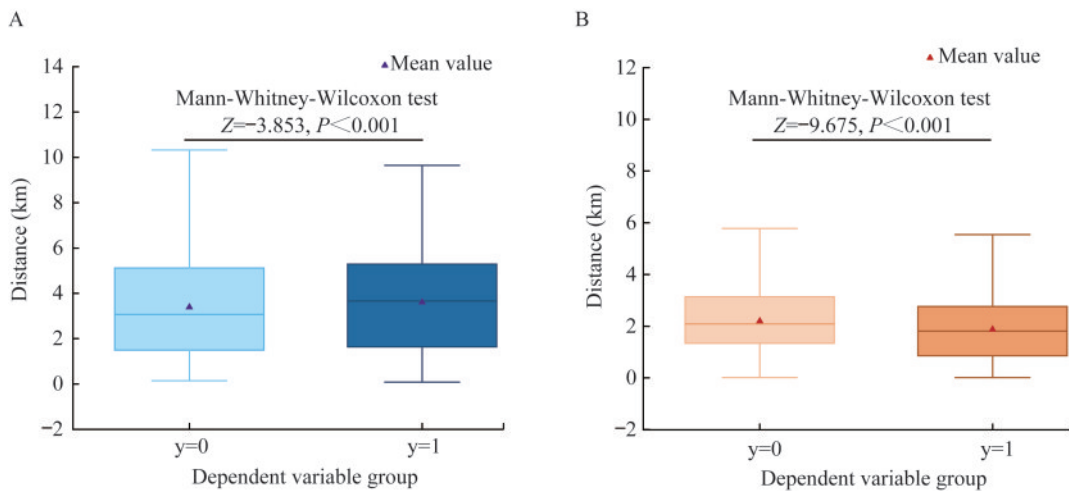 A
▲Mean value
Mann-Whitney-Wilcoxon test
Z=−3.853, P<0.001
14
12
10
8
6
4
2
0
−2
Distance (km)
y=0
y=1
Dependent variable group
B
▲Mean value
Mann-Whitney-Wilcoxon test
Z=−9.675, P<0.001
12
10
8
6
4
2
0
−2
Distance (km)
y=0
y=1
Dependent variable group